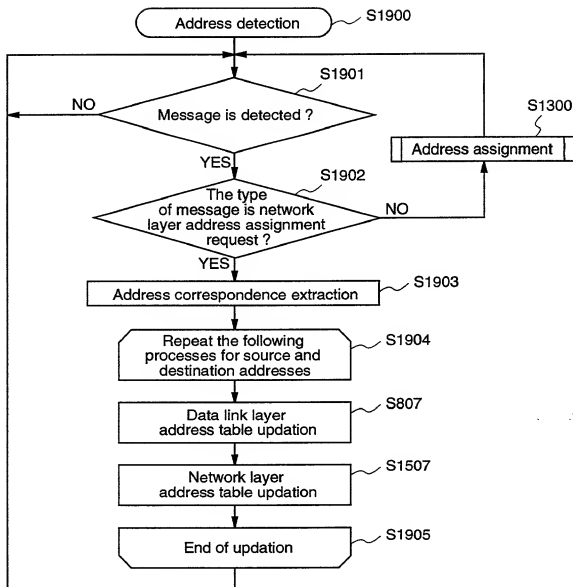 Address detection
S1900
S1901
Message is detected ?
NO
YES
S1300
Address assignment
S1902
The type
of message is network
layer address assignment
request ?
NO
YES
S1903
Address correspondence extraction
S1904
Repeat the following
processes for source and
destination addresses
S807
Data link layer
address table updation
S1507
Network layer
address table updation
S1905
End of updation